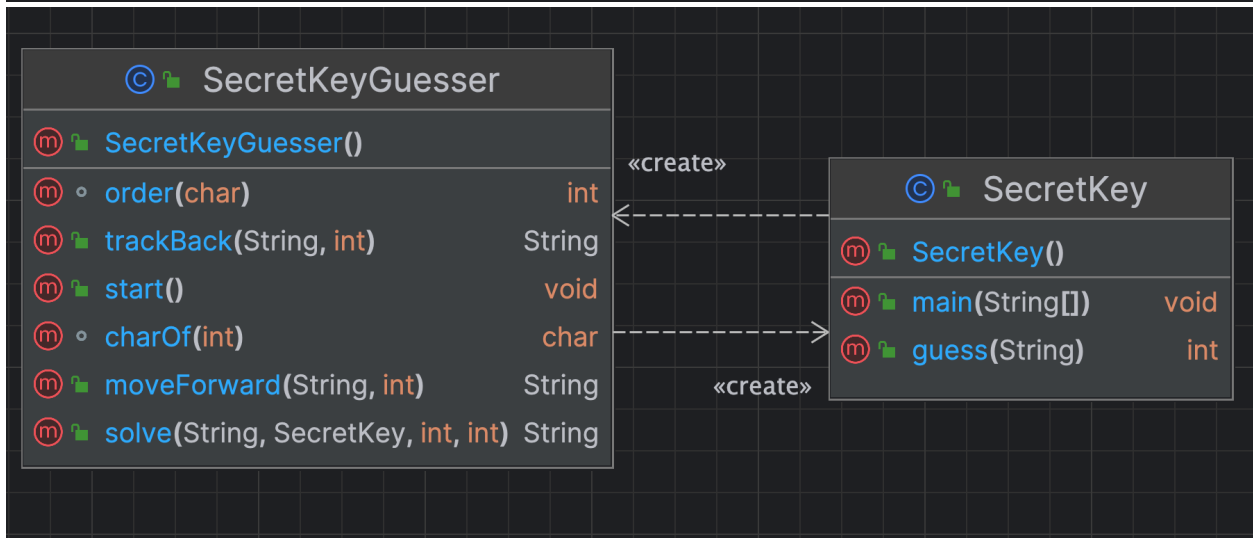 SecretKeyGuesser
SecretKeyGuesser()
order(char) int
trackBack(String, int) String
start() void
charOf(int) char
moveForward(String, int) String
solve(String, SecretKey, int, int) String
«create»
«create»
SecretKey
SecretKey()
main(String[]) void
guess(String) int